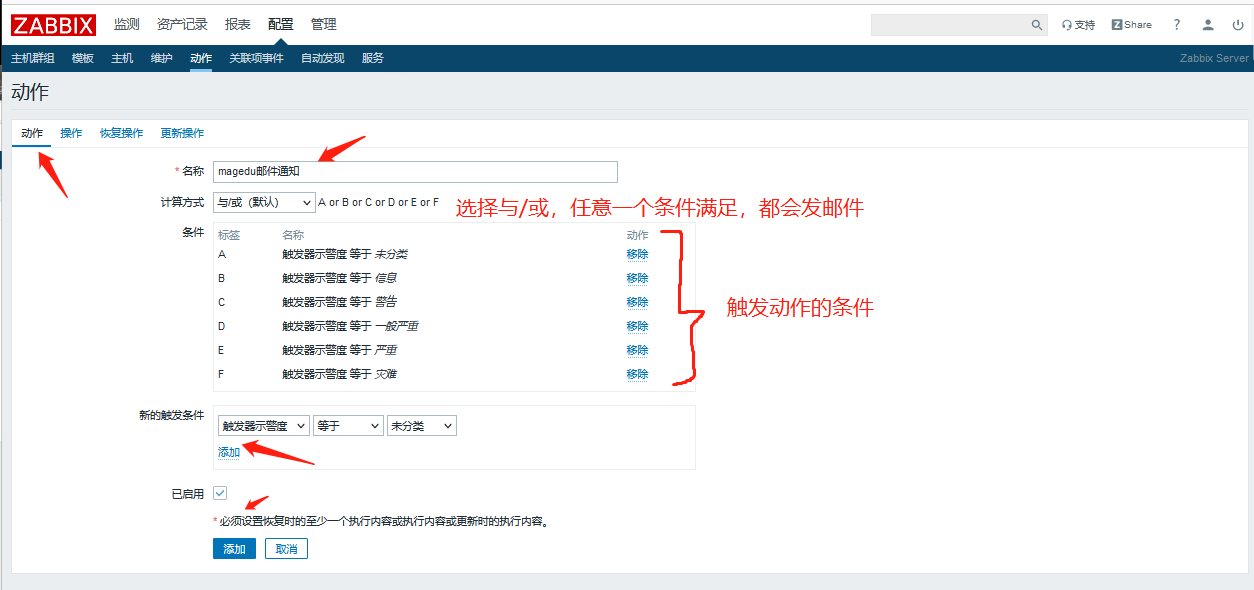 ZABBIX 监测 资产记录 报表 配置 管理 支持 Z Share ?
主机群组 模板 主机 维护 动作 关联项事件 自动发现 服务 Zabbix Server
动作
动作 操作 恢复操作 更新操作
* 名称 magedu邮件通知
计算方式 与/或（默认） A or B or C or D or E or F 选择与/或，任意一个条件满足，都会发邮件
条件 标签 名称 动作
A 触发器示警度 等于 未分类 移除
B 触发器示警度 等于 信息 移除
C 触发器示警度 等于 警告 移除
触发动作的条件
D 触发器示警度 等于 一般严重 移除
E 触发器示警度 等于 严重 移除
F 触发器示警度 等于 灾难 移除
新的触发条件 触发器示警度 等于 未分类
添加
已启用
* 必须设置恢复时的至少一个执行内容或执行内容或更新时的执行内容。
添加 取消